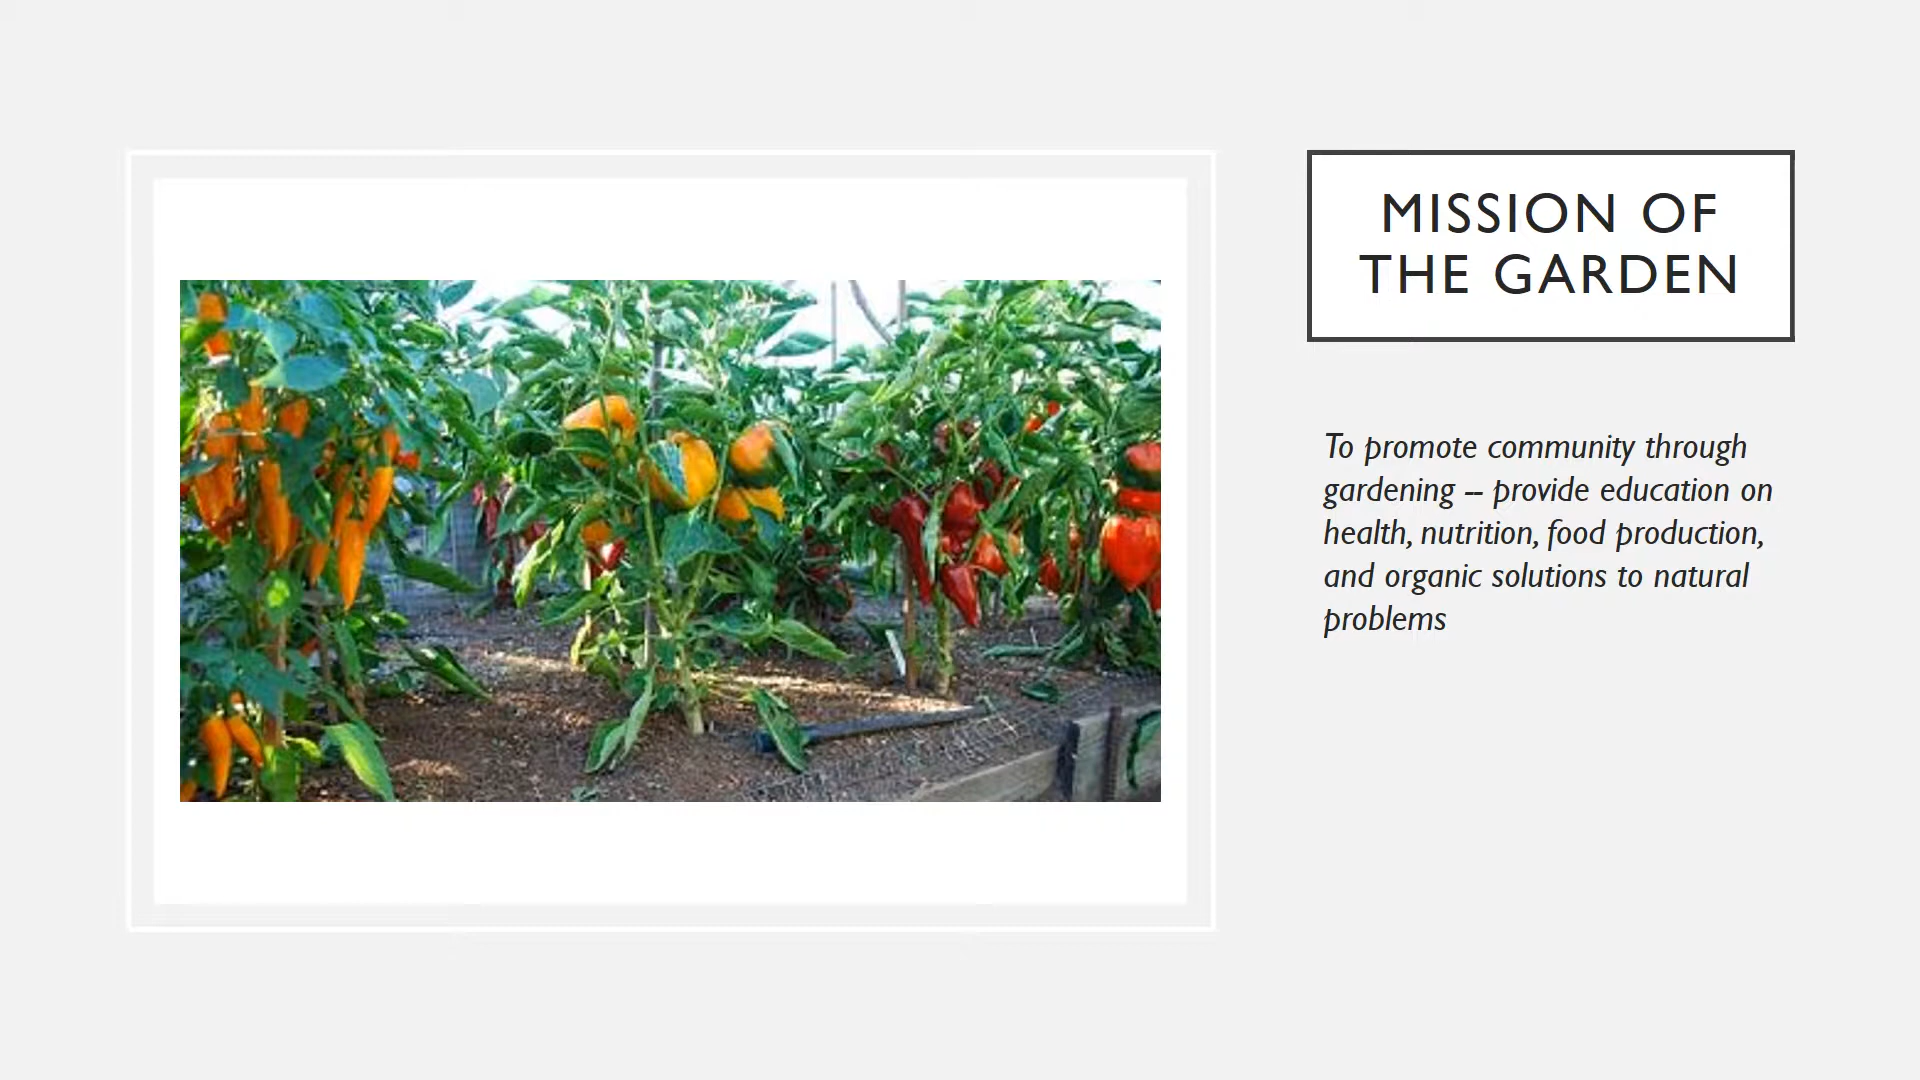 MISSION OF
THE GARDEN
To promote community through
gardening – provide education on
health, nutrition, food production,
and organic solutions to natural
problems